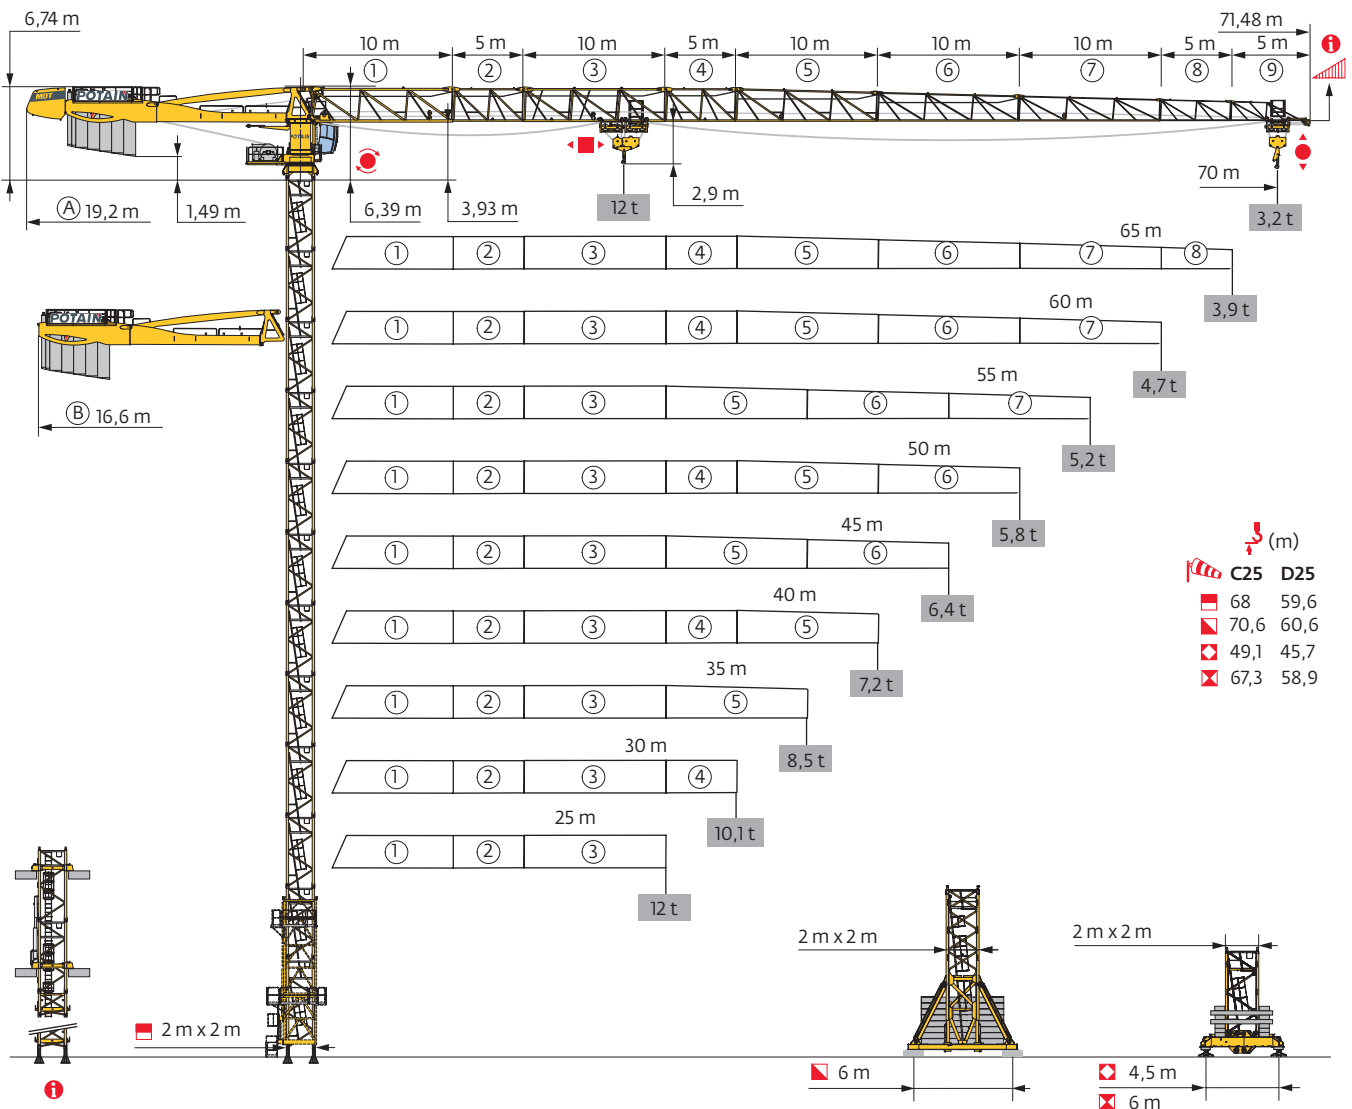 6,74 m
71,48 m
10 m 5 m 10 m 5 m 10 m 10 m 10 m 5 m 5 m
1 2 3 4 5 6 7 8 9
i
MDT POTAIN
POTAIN
A 19,2 m
1,49 m
6,39 m
3,93 m
12 t
2,9 m
70 m
3,2 t
65 m
1 2 3 4 5 6 7 8
3,9 t
60 m
1 2 3 4 5 6 7
4,7 t
POTAIN
B 16,6 m
55 m
1 2 3 5 6 7
5,2 t
50 m
1 2 3 4 5 6
5,8 t
45 m
1 2 3 5 6
6,4 t
(m)
C25 D25
68 59,6
70,6 60,6
49,1 45,7
67,3 58,9
40 m
1 2 3 4 5
7,2 t
35 m
1 2 3 5
8,5 t
30 m
1 2 3 4
10,1 t
25 m
1 2 3
12 t
2 m x 2 m
2 m x 2 m
2 m x 2 m
i
6 m
4,5 m
6 m